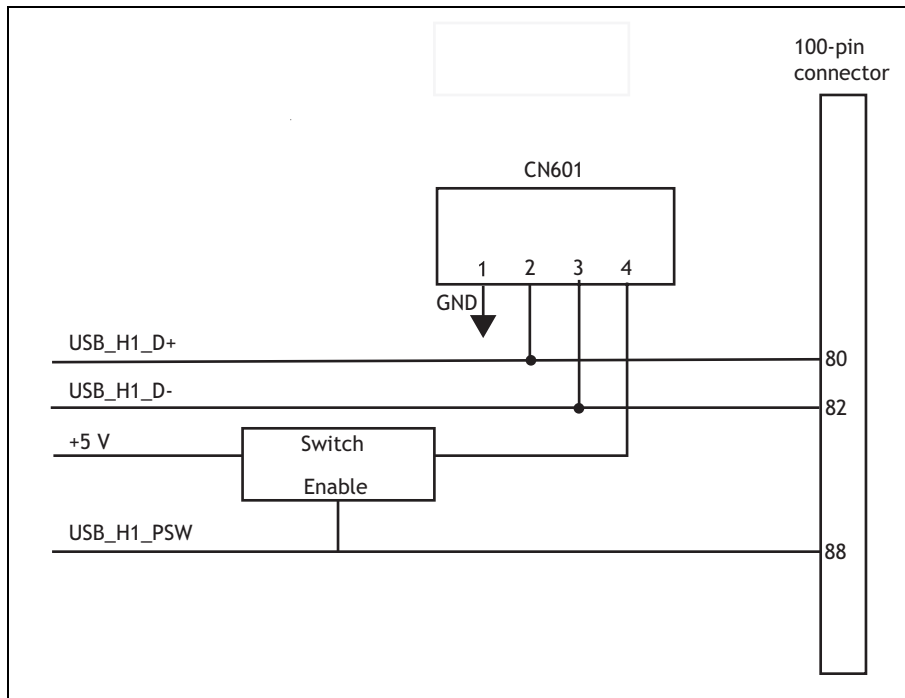 100-pin
connector
CN601
1 2 3 4
GND
USB_H1_D+
80
USB_H1_D-
82
+5 V
Switch
Enable
USB_H1_PSW
88